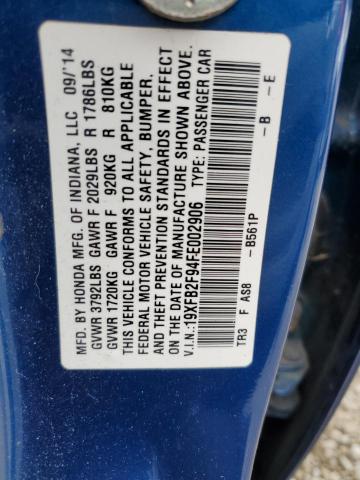 MFD. BY HONDA MFG. OF INDIANA, LLC 09/'14
GVWR 3792LBS GAWR F 2029LBS R 1786LBS
GVWR 1720KG GAWR F 920KG R 810KG
THIS VEHICLE CONFORMS TO ALL APPLICABLE
FEDERAL MOTOR VEHICLE SAFETY, BUMPER,
AND THEFT PREVENTION STANDARDS IN EFFECT
ON THE DATE OF MANUFACTURE SHOWN ABOVE.
V.I.N.:19XFB2F94FE002906 TYPE: PASSENGER CAR
-B561P -B -E
TR3 F AS8